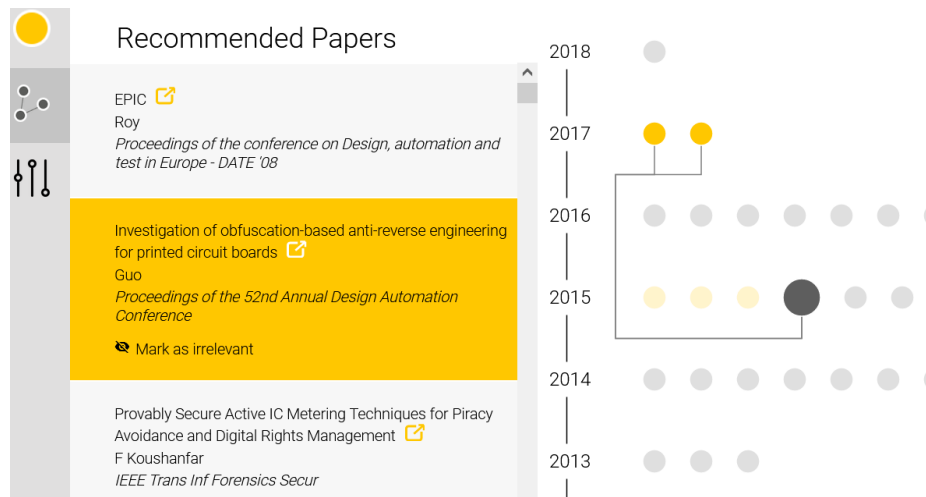 Recommended Papers
EPIC
Roy
Proceedings of the conference on Design, automation and
test in Europe - DATE '08
Investigation of obfuscation-based anti-reverse engineering
for printed circuit boards
Guo
Proceedings of the 52nd Annual Design Automation
Conference
Mark as irrelevant
Provably Secure Active IC Metering Techniques for Piracy
Avoidance and Digital Rights Management
F Koushanfar
IEEE Trans Inf Forensics Secur
2018
2017
2016
2015
2014
2013